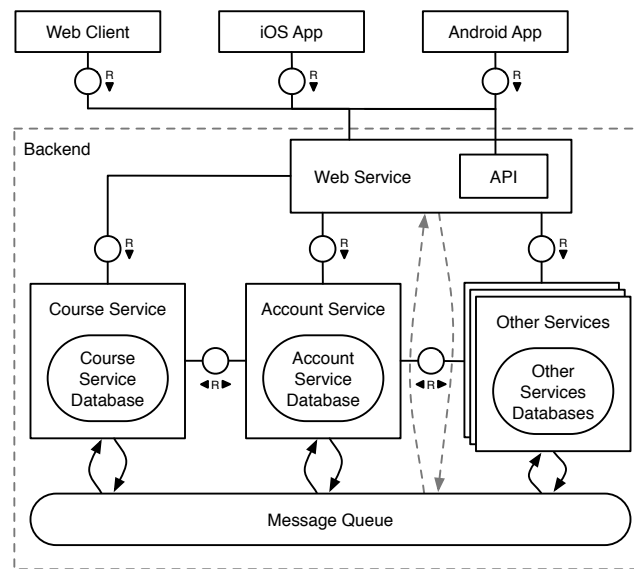 Web Client
iOS App
Android App
R
R
R
Backend
Web Service
API
R
R
R
Course Service
Account Service
Other Services
Course
Service
Database
Account
Service
Database
Other
Services
Databases
R
R
Message Queue